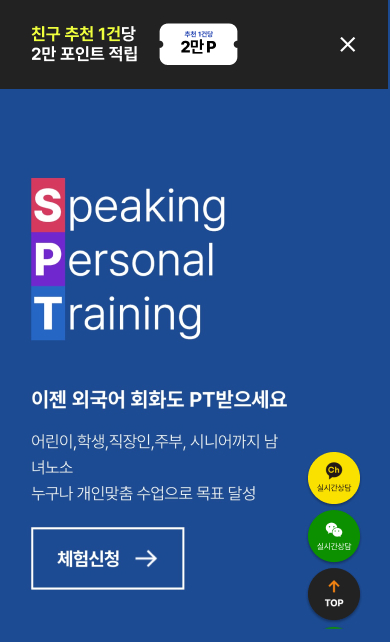 친구 추천 1건당
2만 포인트 적립
추천 1건당
2만 P
Speaking
Personal
Training
이젠 외국어 회화도 PT받으세요
어린이,학생,직장인,주부, 시니어까지 남
녀노소
누구나 개인맞춤 수업으로 목표 달성
체험신청
Ch
실시간상담
실시간상담
TOP